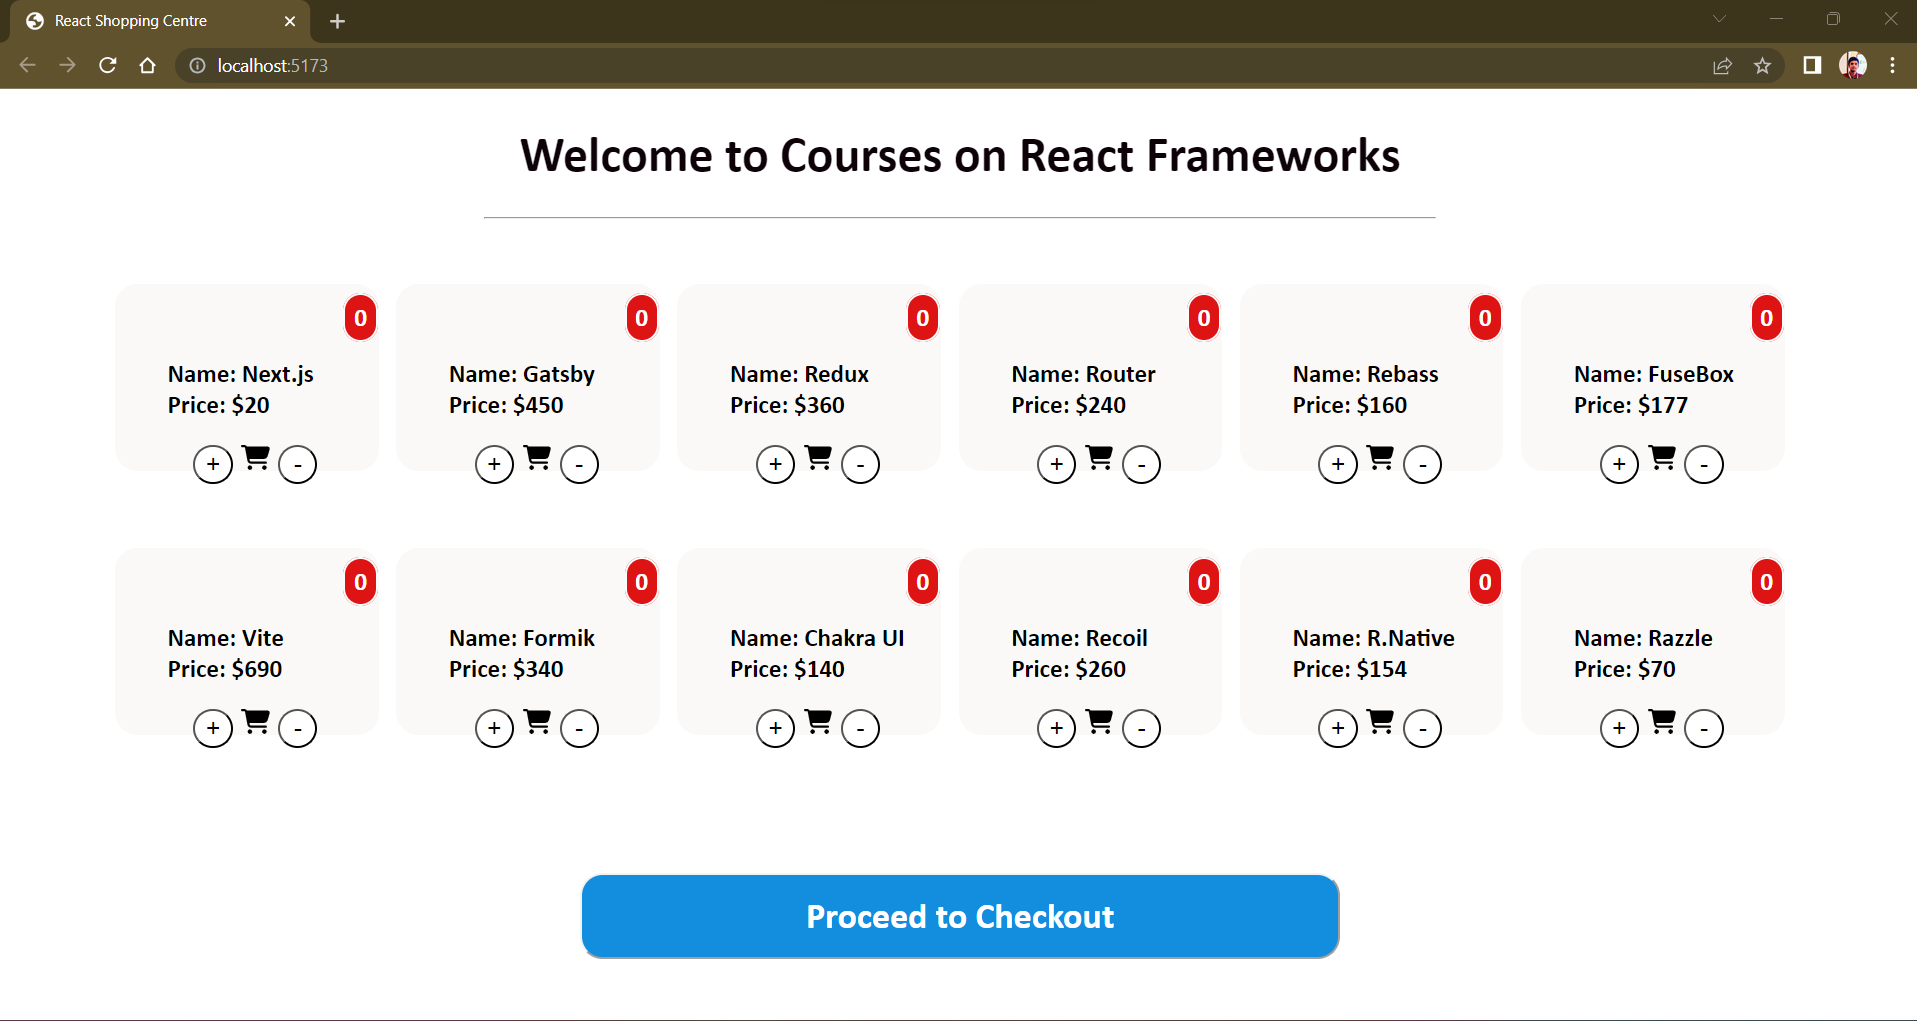 React Shopping Centre
localhost:5173
Welcome to Courses on React Frameworks
0 0 0 0 0 0
Name: Next.js Name: Gatsby Name: Redux Name: Router Name: Rebass Name: FuseBox
Price: $20 Price: $450 Price: $360 Price: $240 Price: $160 Price: $177
+ - + - + - + - + - + -
0 0 0 0 0 0
Name: Vite Name: Formik Name: Chakra UI Name: Recoil Name: R.Native Name: Razzle
Price: $690 Price: $340 Price: $140 Price: $260 Price: $154 Price: $70
+ - + - + - + - + - + -
Proceed to Checkout